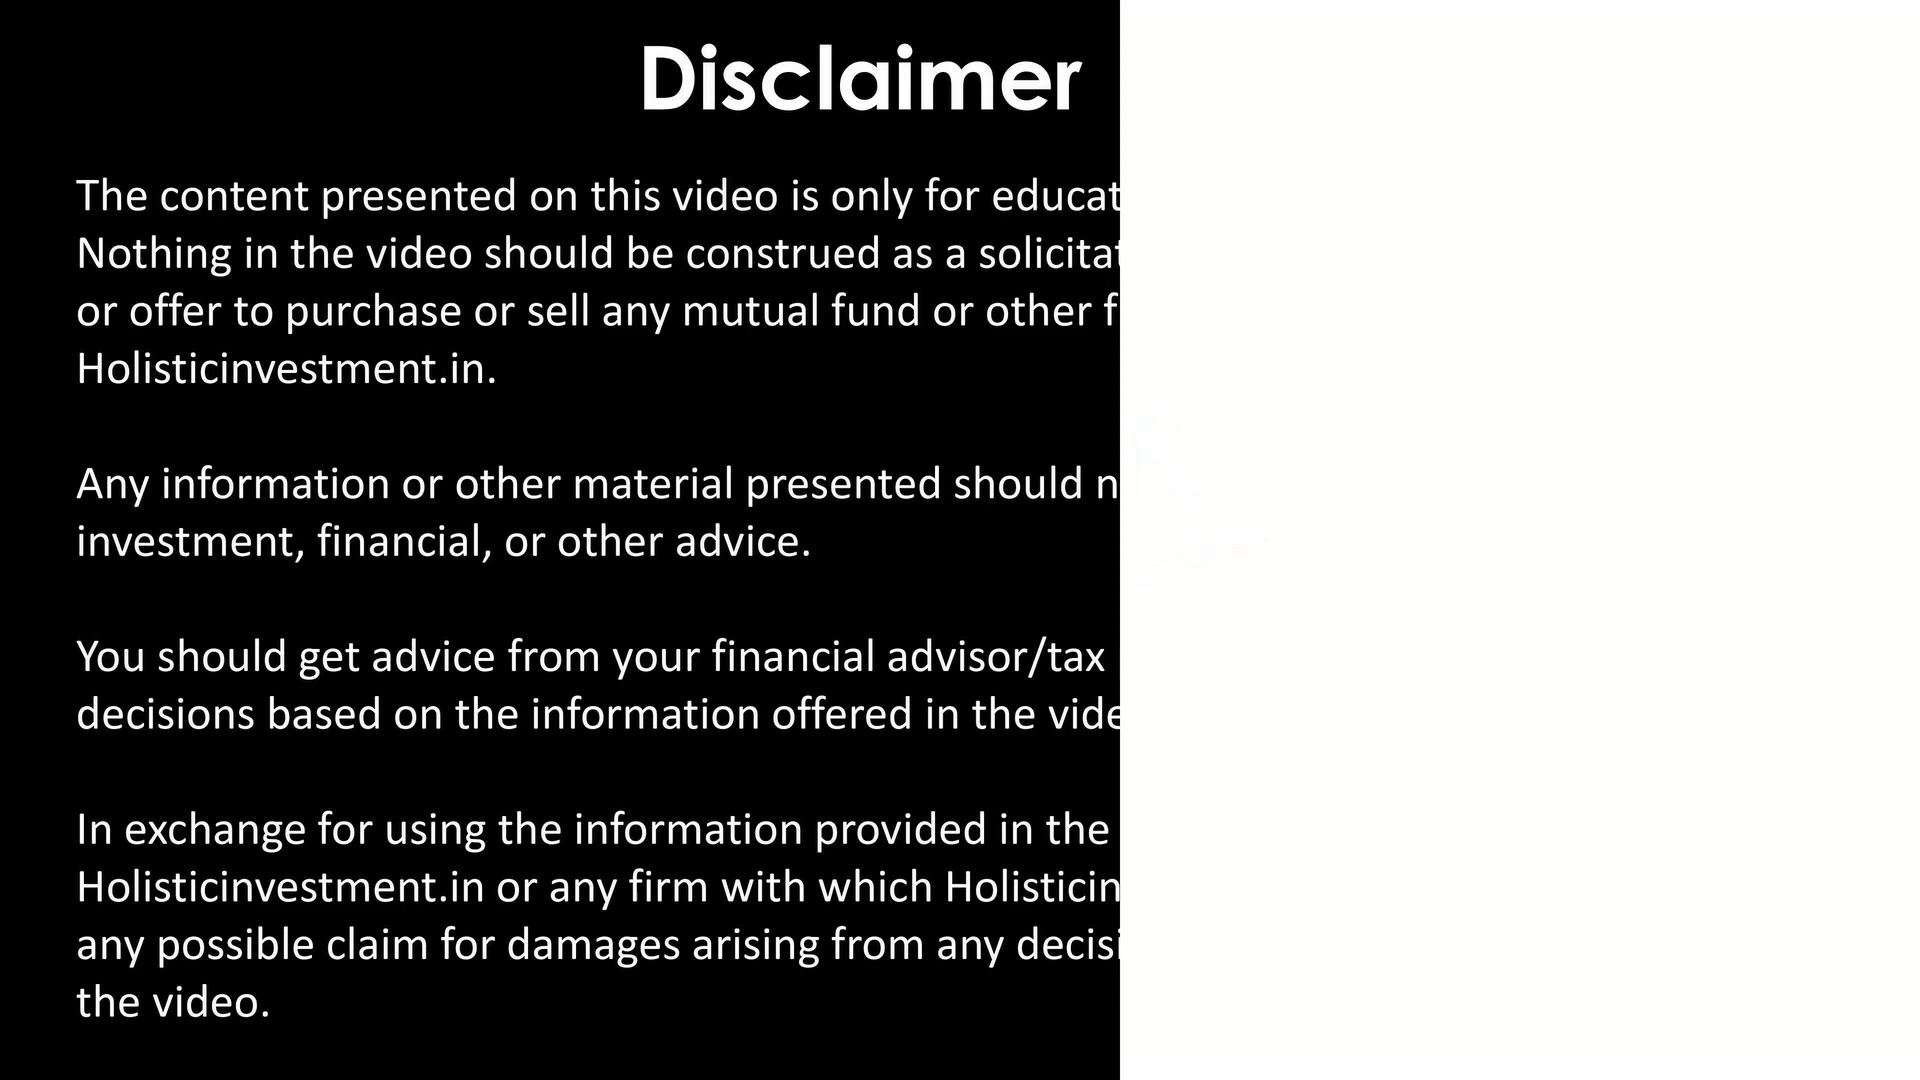 Disclaimer
The content presented on this video is only for educat
Nothing in the video should be construed as a solicitat
or offer to purchase or sell any mutual fund or other f
Holisticinvestment.in.
Any information or other material presented should n
investment, financial, or other advice.
You should get advice from your financial advisor/tax
decisions based on the information offered in the vide
In exchange for using the information provided in the
Holisticinvestment.in or any firm with which Holisticin
any possible claim for damages arising from any decisi
the video.